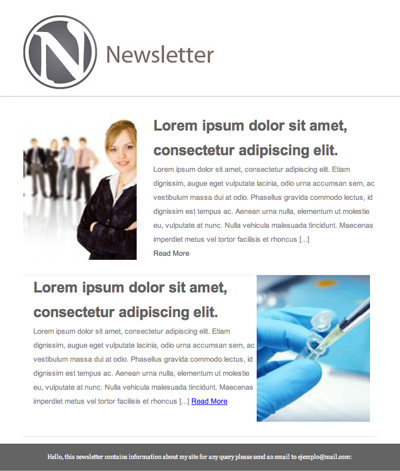 N
Newsletter
Lorem ipsum dolor sit amet,
consectetur adipiscing elit.
Lorem ipsum dolor sit amet, consectetur adipiscing elit. Etiam
dignissim, augue eget vulputate lacinia, odio urna accumsan sem, ac
vestibulum massa odio ut odio. Phasellus gravida commodo lectus, id
dignissim est tempus ac. Aenean urna nulla, elementum ut molestie
eu, vulputate at nunc. Nulla vehicula malesuada tincidunt. Morbi
imperdiet metus vel tortor facilisis et rhoncus [...]
Read More
Lorem ipsum dolor sit amet,
consectetur adipiscing elit.
Lorem ipsum dolor sit amet, consectetur adipiscing elit. Etiam
dignissim, augue eget vulputate lacinia, odio urna accumsan sem, ac
vestibulum massa odio ut odio. Phasellus gravida commodo lectus, id
dignissim est tempus ac. Aenean urna nulla, elementum ut molestie
eu, vulputate at nunc. Nulla vehicula malesuada tincidunt. Morbi
imperdiet metus vel tortor facilisis et rhoncus [...] Read More
Hello, this newsletter contains information about my site for any query please send an email to ejemplo@mail.com: